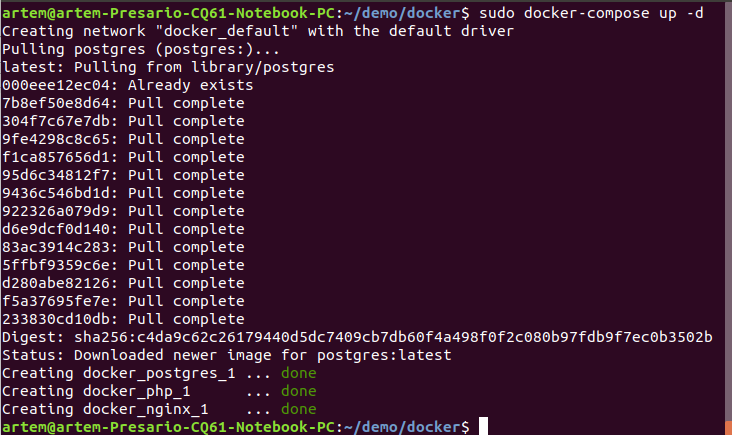 artem@artem-Presario-CQ61-Notebook-PC:~/demo/docker$ sudo docker-compose up -d
Creating network "docker_default" with the default driver
Pulling postgres (postgres:)...
latest: Pulling from library/postgres
000eee12ec04: Already exists
7b8ef50e8d64: Pull complete
304f7c67e7db: Pull complete
9fe4298c8c65: Pull complete
f1ca857656d1: Pull complete
95d6c34812f7: Pull complete
9436c546bd1d: Pull complete
922326a079d9: Pull complete
d6e9dcf0d140: Pull complete
83ac3914c283: Pull complete
5ffbf9359c6e: Pull complete
d280abe82126: Pull complete
f5a37695fe7e: Pull complete
233830cd10db: Pull complete
Digest: sha256:c4da9c62c26179440d5dc7409cb7db60f4a498f0f2c080b97fdb9f7ec0b3502b
Status: Downloaded newer image for postgres:latest
Creating docker_postgres_1 ... done
Creating docker_php_1      ... done
Creating docker_nginx_1    ... done
artem@artem-Presario-CQ61-Notebook-PC:~/demo/docker$